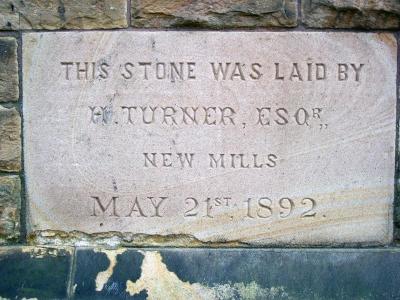 THIS STONE WAS LAID BY
H. TURNER, ESQR.,
NEW MILLS
MAY 21ST. 1892.